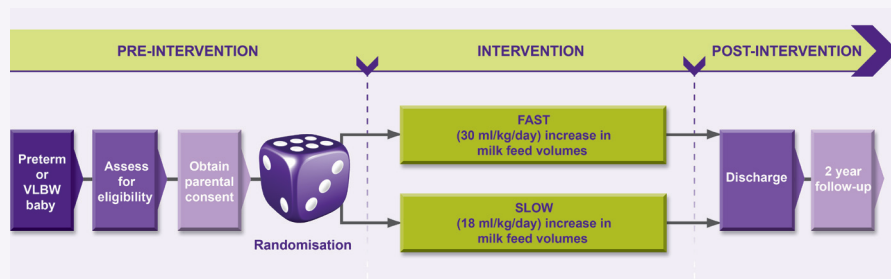 PRE-INTERVENTION
INTERVENTION
POST-INTERVENTION
Preterm
or
VLBW
baby
Assess
for
eligibility
Obtain
parental
consent
Randomisation
FAST
(30 ml/kg/day) increase in
milk feed volumes
SLOW
(18 ml/kg/day) increase in
milk feed volumes
Discharge
2 year
follow-up